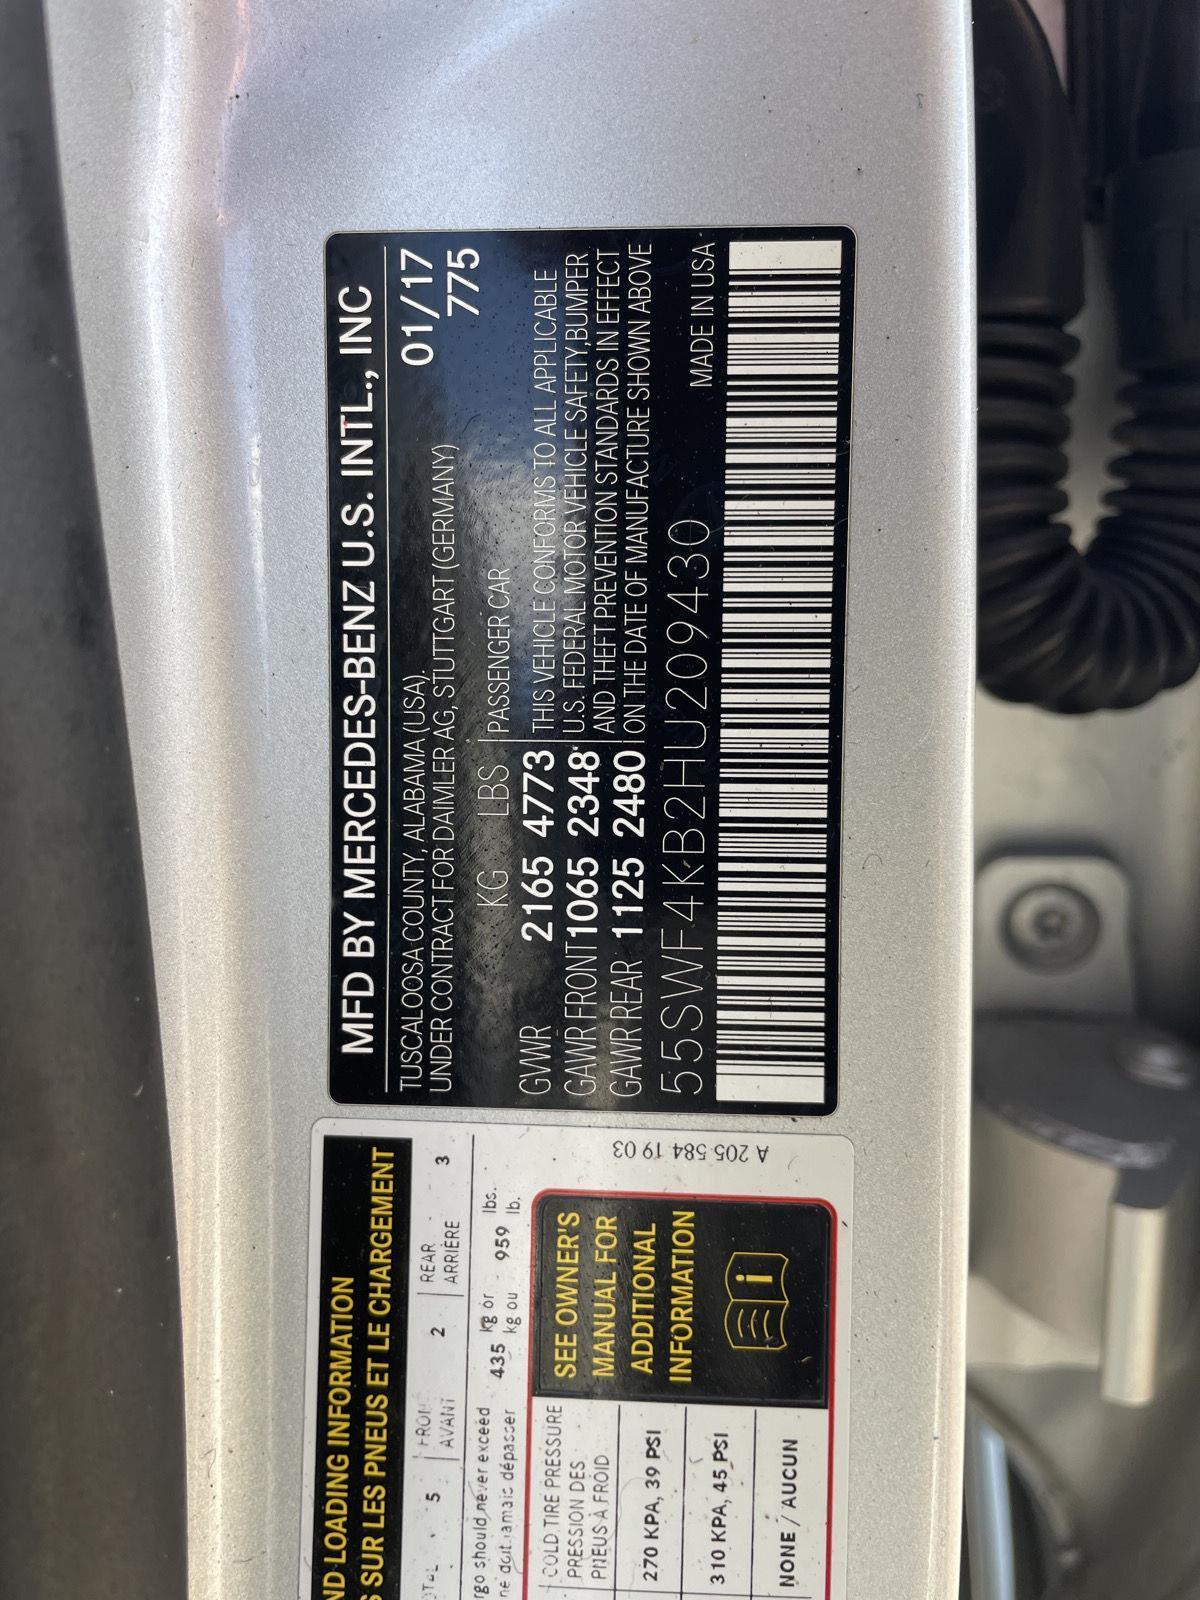 MFD BY MERCEDES-BENZ U.S. INTL., INC
TUSCALOOSA COUNTY, ALABAMA (USA), 01/17
UNDER CONTRACT FOR DAIMLER AG, STUTTGART (GERMANY) 775
KG LBS PASSENGER CAR
GVWR 2165 4773 THIS VEHICLE CONFORMS TO ALL APPLICABLE
GAWR FRONT 1065 2348 U.S. FEDERAL MOTOR VEHICLE SAFETY,BUMPER
GAWR REAR 1125 2480 AND THEFT PREVENTION STANDARDS IN EFFECT
ON THE DATE OF MANUFACTURE SHOWN ABOVE
55SWF4KB2HU209430 MADE IN USA
LOADING INFORMATION
SUR LES PNEUS ET LE CHARGEMENT
5 FRONT 2 REAR 3
AVANT ARRIÈRE
should never exceed 435 kg or 959 lbs.
ne doit jamais dépasser kg ou lb.
COLD TIRE PRESSURE
PRESSION DES
PNEUS À FROID
270 KPA, 39 PSI
310 KPA, 45 PSI
NONE / AUCUN
SEE OWNER'S
MANUAL FOR
ADDITIONAL
INFORMATION
A 205 584 19 03